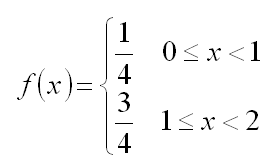 f(x) = { 1/4   0 ≤ x < 1
         3/4   1 ≤ x < 2